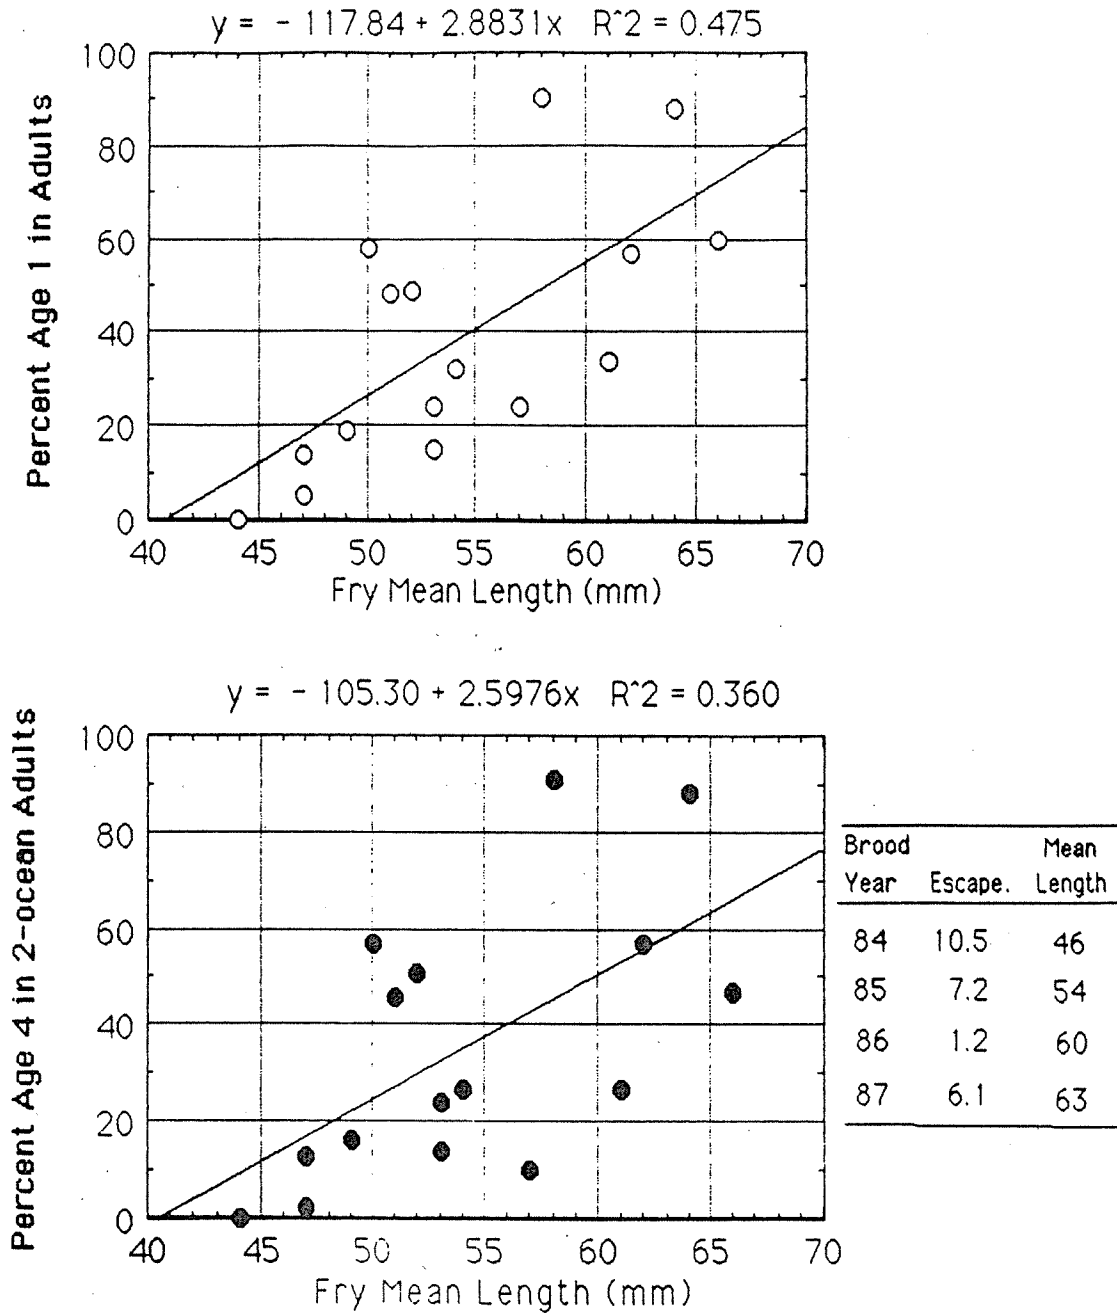 y = - 117.84 + 2.8831x R^2 = 0.475
Percent Age 1 in Adults
100
80
60
40
20
0
40 45 50 55 60 65 70
Fry Mean Length (mm)
y = - 105.30 + 2.5976x R^2 = 0.360
Percent Age 4 in 2-ocean Adults
100
80
60
40
20
0
40 45 50 55 60 65 70
Fry Mean Length (mm)
Brood Mean
Year Escape. Length
84 10.5 46
85 7.2 54
86 1.2 60
87 6.1 63